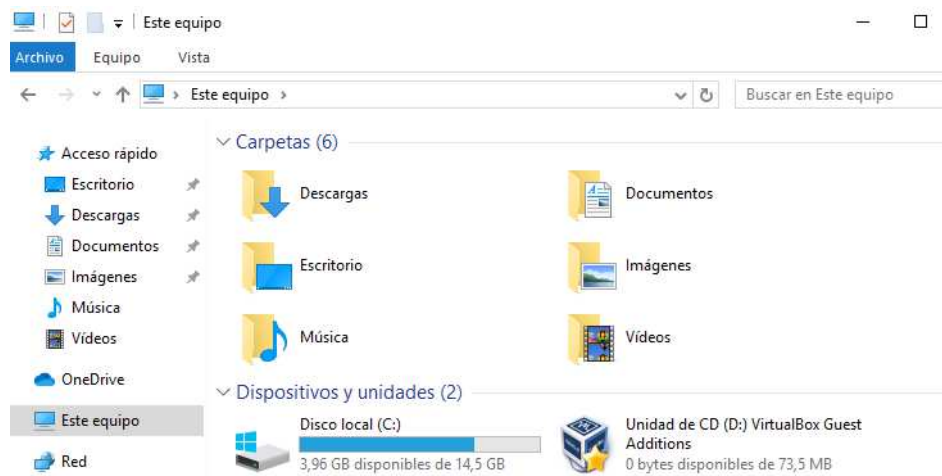 Este equipo
Archivo Equipo Vista
Este equipo
Buscar en Este equipo
Acceso rápido
Escritorio
Descargas
Documentos
Imágenes
Música
Vídeos
OneDrive
Este equipo
Red
Carpetas (6)
Descargas
Documentos
Escritorio
Imágenes
Música
Vídeos
Dispositivos y unidades (2)
Disco local (C:)
3,96 GB disponibles de 14,5 GB
Unidad de CD (D:) VirtualBox Guest
Additions
0 bytes disponibles de 73,5 MB